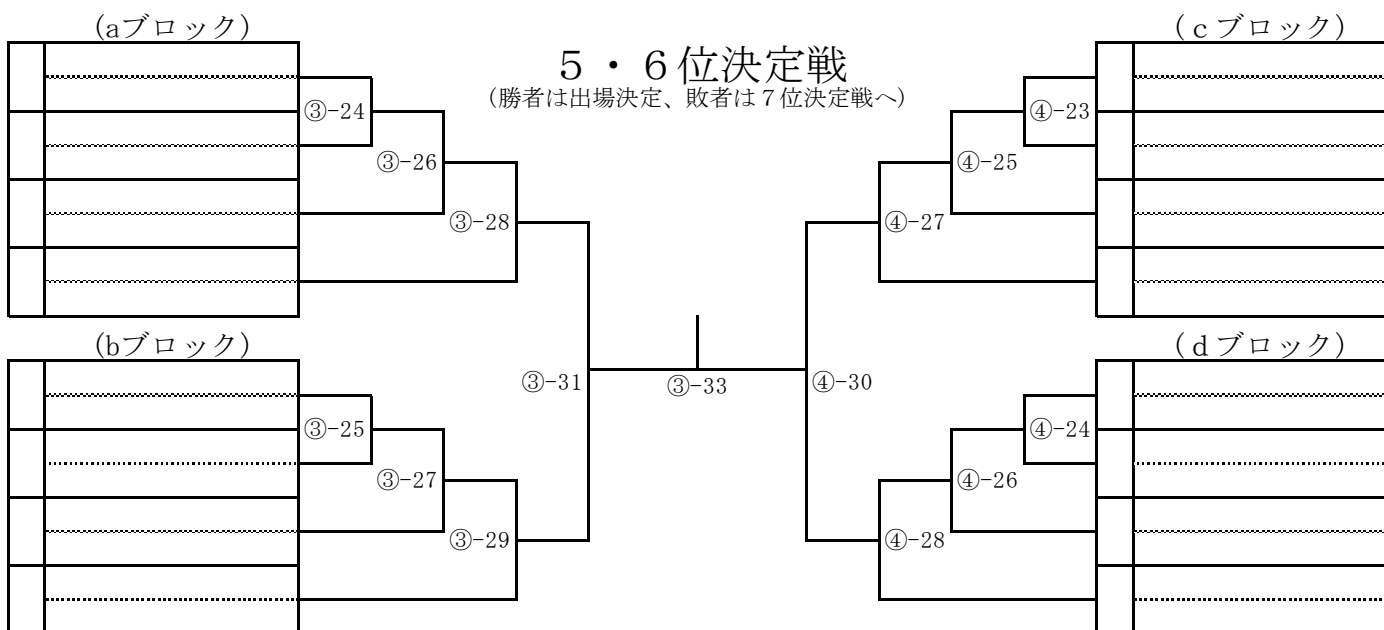 (aブロック)
(ｃブロック)
５・６位決定戦
(勝者は出場決定、敗者は７位決定戦へ)
③-24
④-23
③-26
④-25
③-28
④-27
(bブロック)
(ｄブロック)
③-31
③-33
④-30
③-25
④-24
③-27
④-26
③-29
④-28